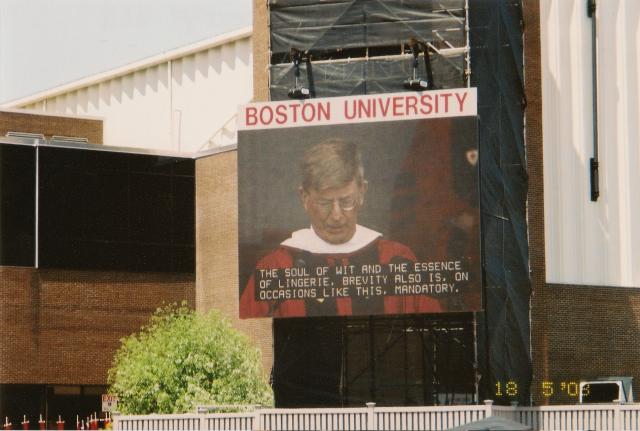 BOSTON UNIVERSITY
THE SOUL OF WIT AND THE ESSENCE
OF LINGERIE. BREVITY ALSO IS, ON
OCCASIONS LIKE THIS, MANDATORY.
18 5 '03